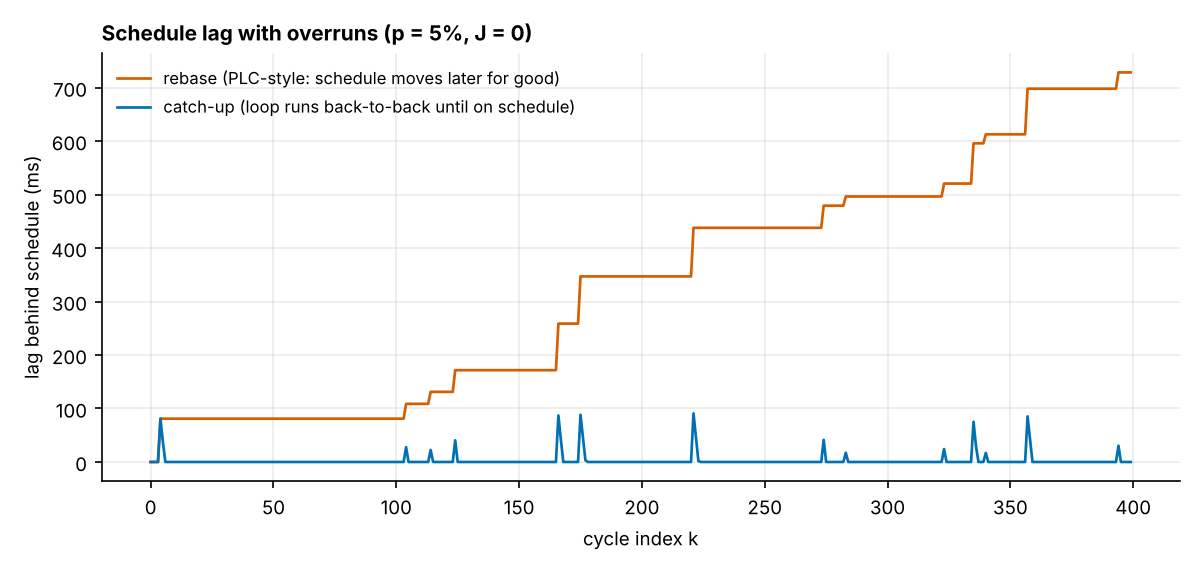 Schedule lag with overruns (p = 5%, J = 0)
rebase (PLC-style: schedule moves later for good)
catch-up (loop runs back-to-back until on schedule)
lag behind schedule (ms)
700
600
500
400
300
200
100
0
0 50 100 150 200 250 300 350 400
cycle index k